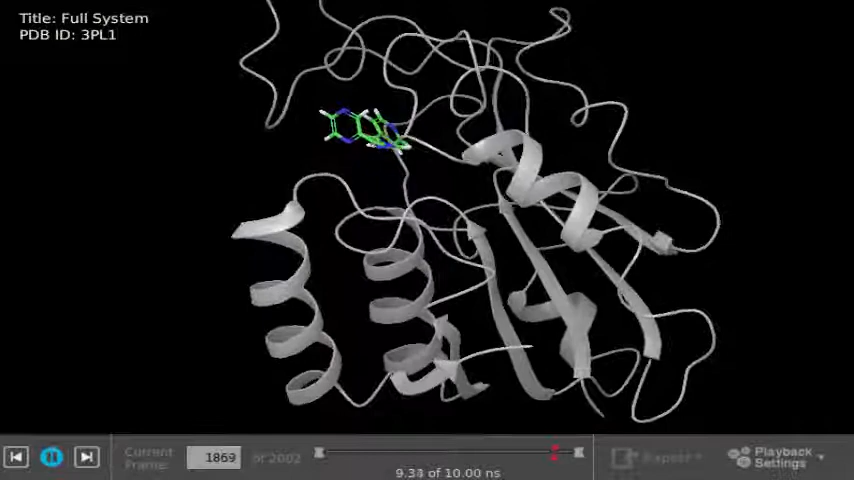 Title: Full System
PDB ID: 3PL1
Current
Frame:
1869
of 2002
9.34 of 10.00 ns
Export
Playback
Settings